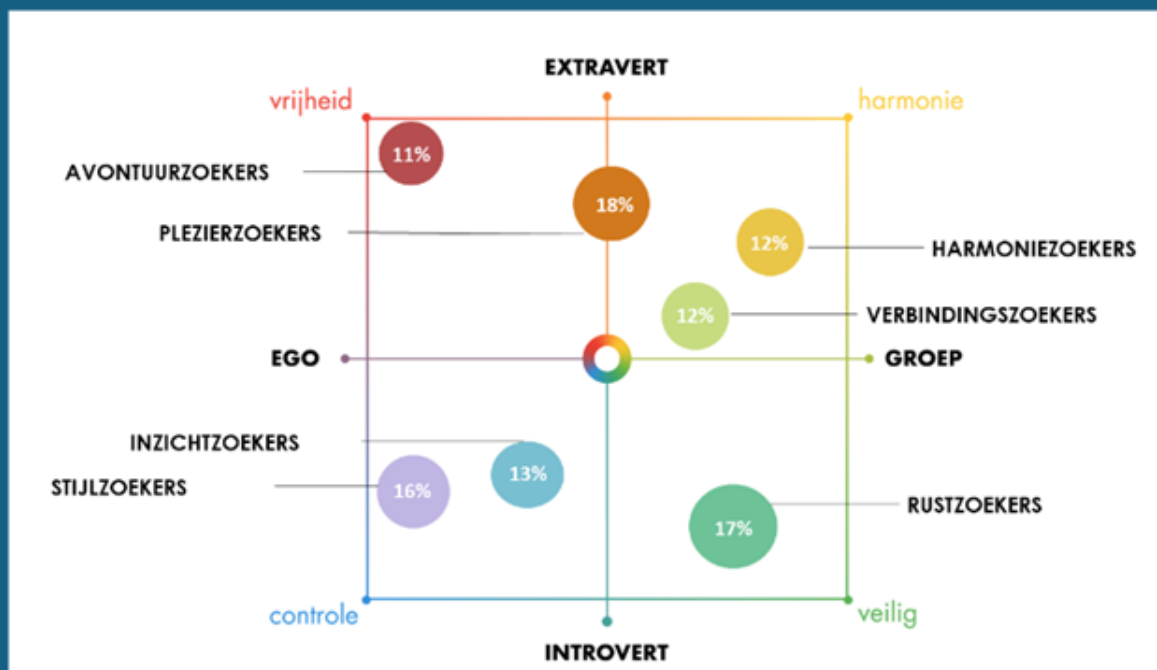 EXTRAVERT
vrijheid
harmonie
11%
AVONTUURZOEKERS
18%
PLEZIERZOEKERS
12%
HARMONIEZOEKERS
12%
VERBINDINGSZOEKERS
EGO
GROEP
INZICHTZOEKERS
13%
STIJLZOEKERS
16%
RUSTZOEKERS
17%
controle
veilig
INTROVERT